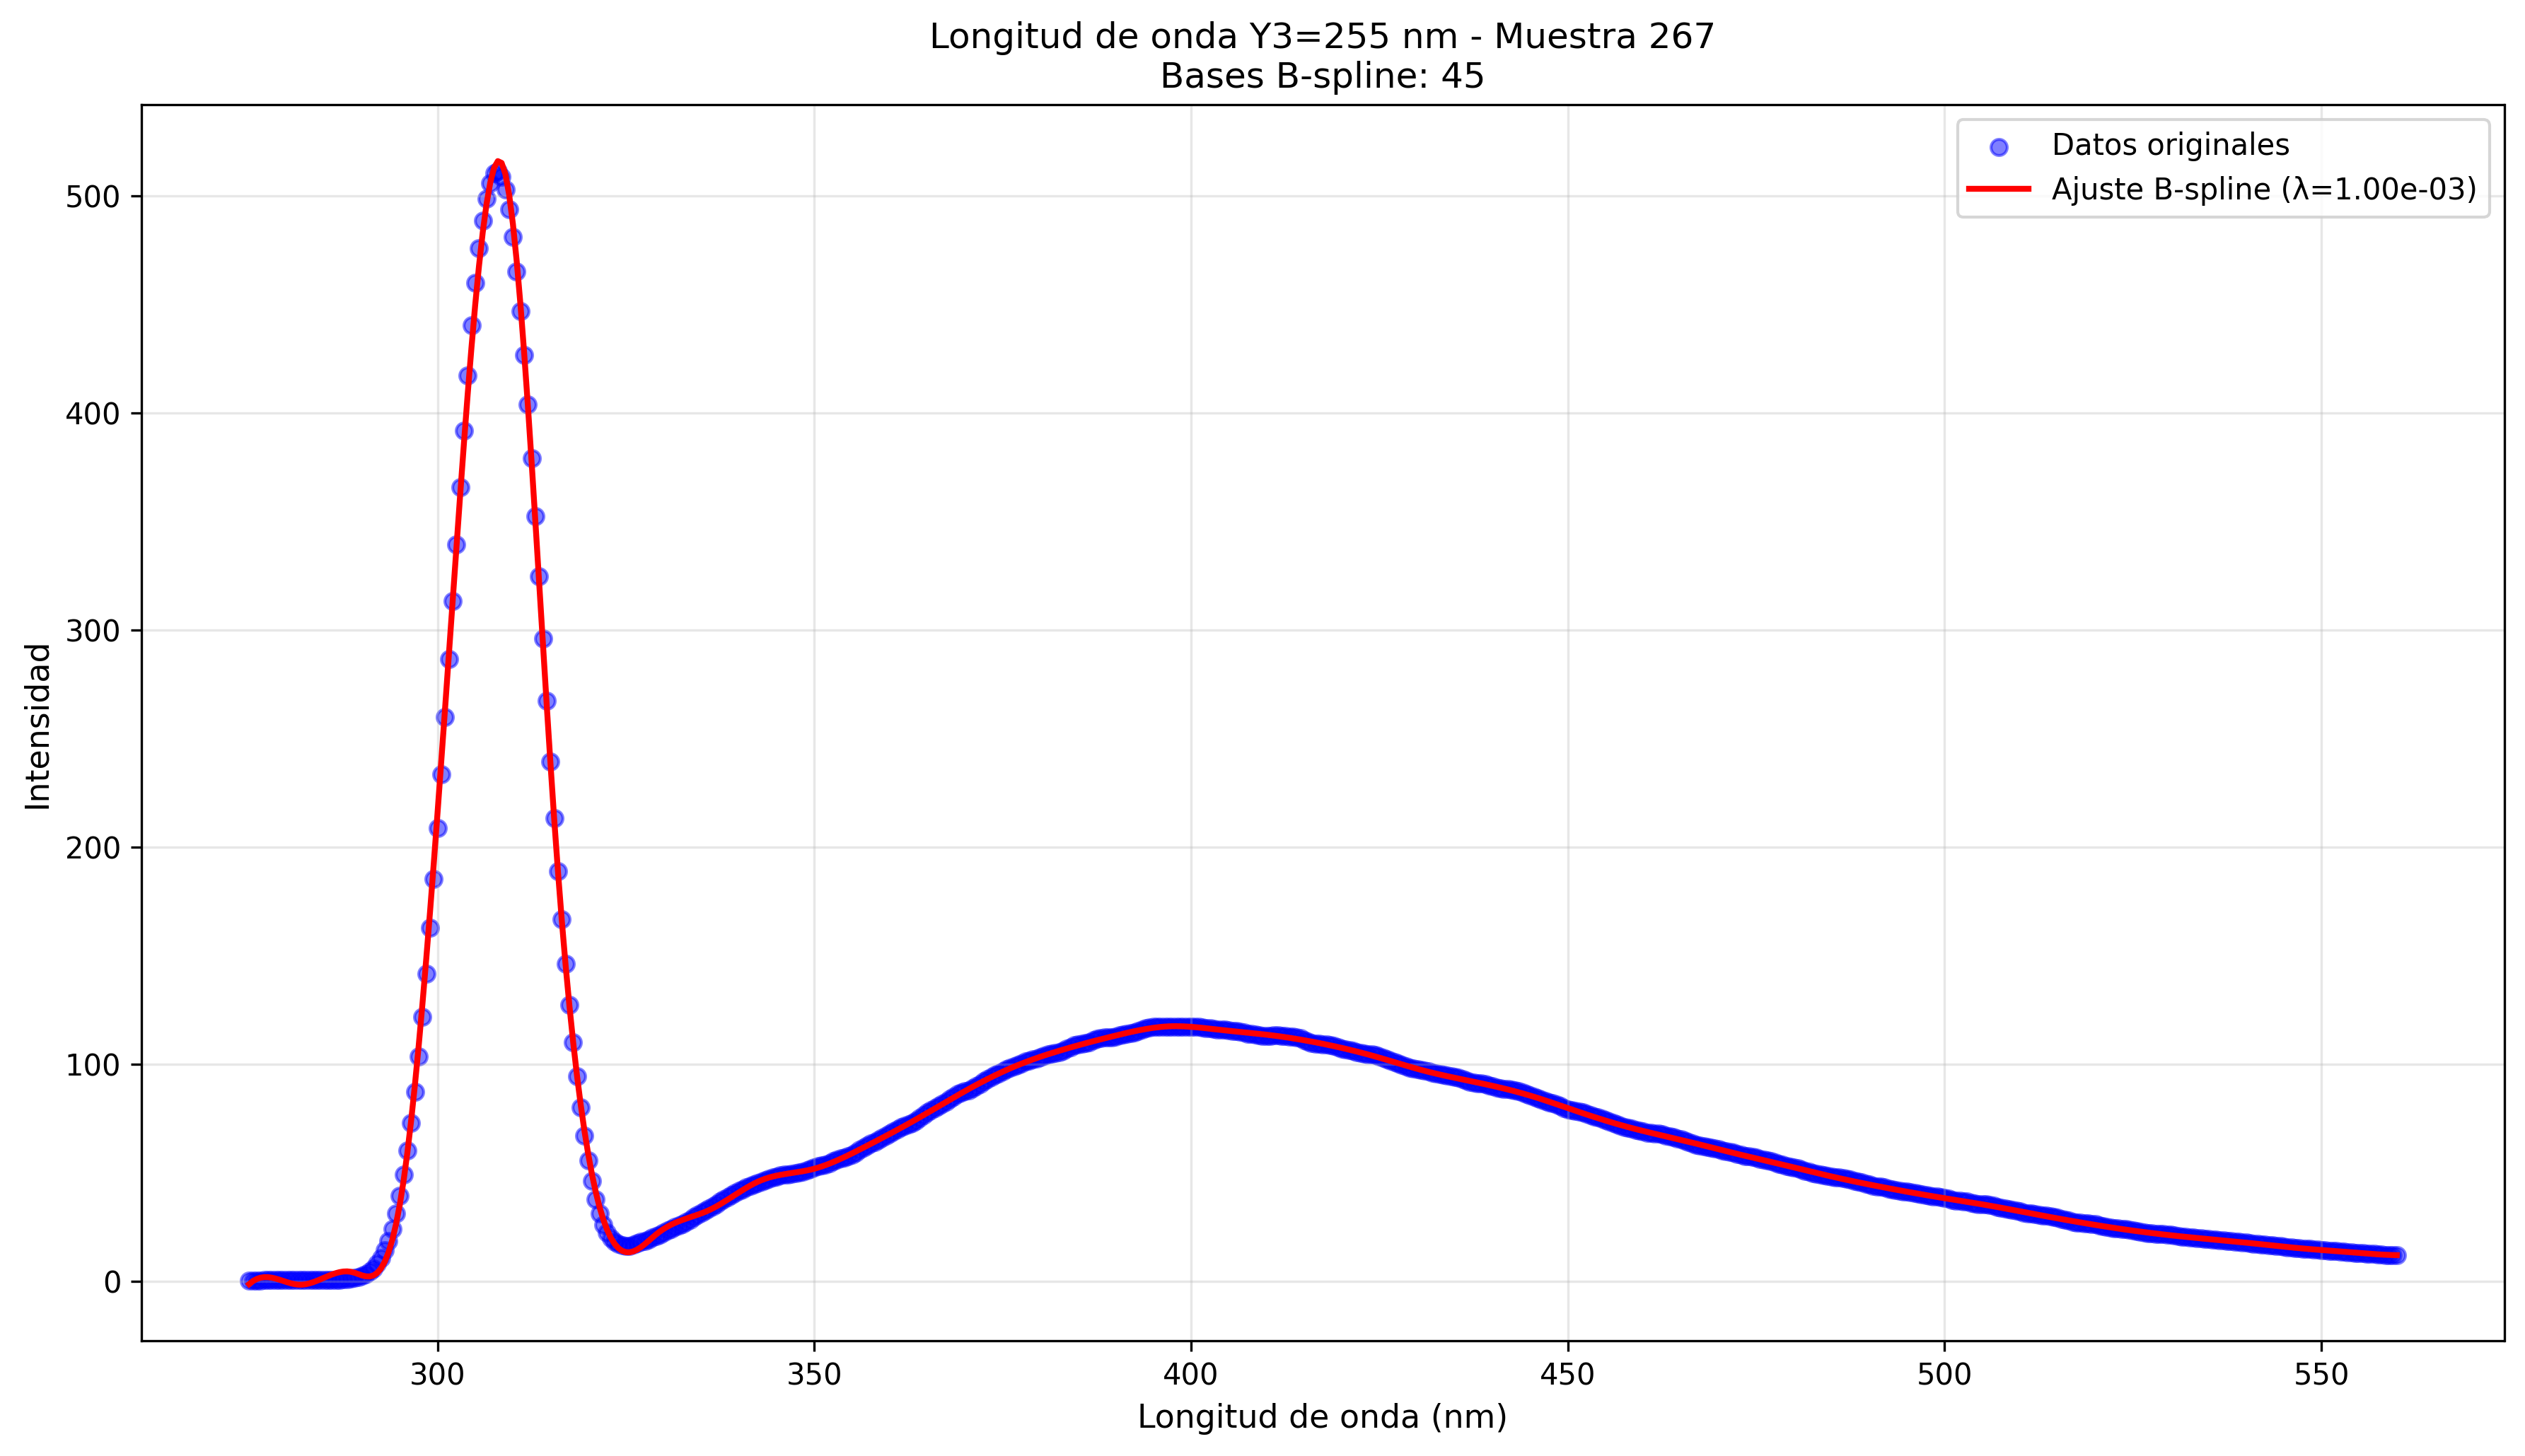 Longitud de onda Y3=255 nm - Muestra 267
Bases B-spline: 45
Datos originales
Ajuste B-spline (λ=1.00e-03)
Intensidad
500
400
300
200
100
0
300
350
400
450
500
550
Longitud de onda (nm)